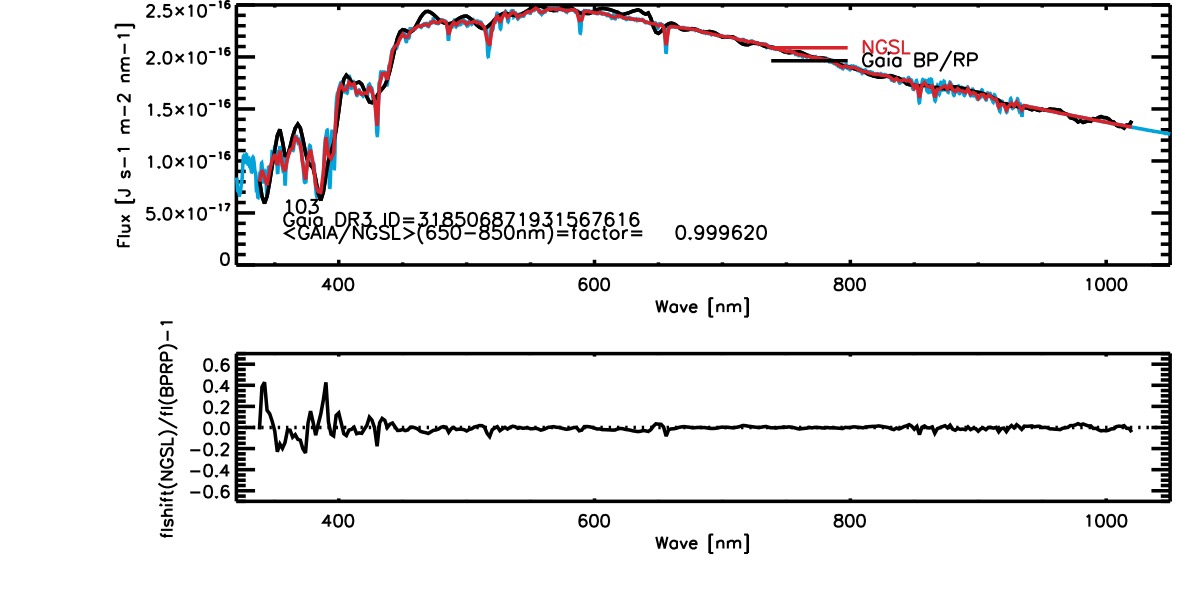 2.5×10−16
2.0×10−16
1.5×10−16
1.0×10−16
5.0×10−17
0
Flux [J s−1 m−2 nm−1]
NGSL
Gaia BP/RP
103
Gaia DR3 ID=318506871931567616
<GAIA/NGSL>(650−850nm)=factor= 0.999620
400 600 800 1000
Wave [nm]
0.6
0.4
0.2
0.0
−0.2
−0.4
−0.6
flshift(NGSL)/fl(BPRP)−1
400 600 800 1000
Wave [nm]